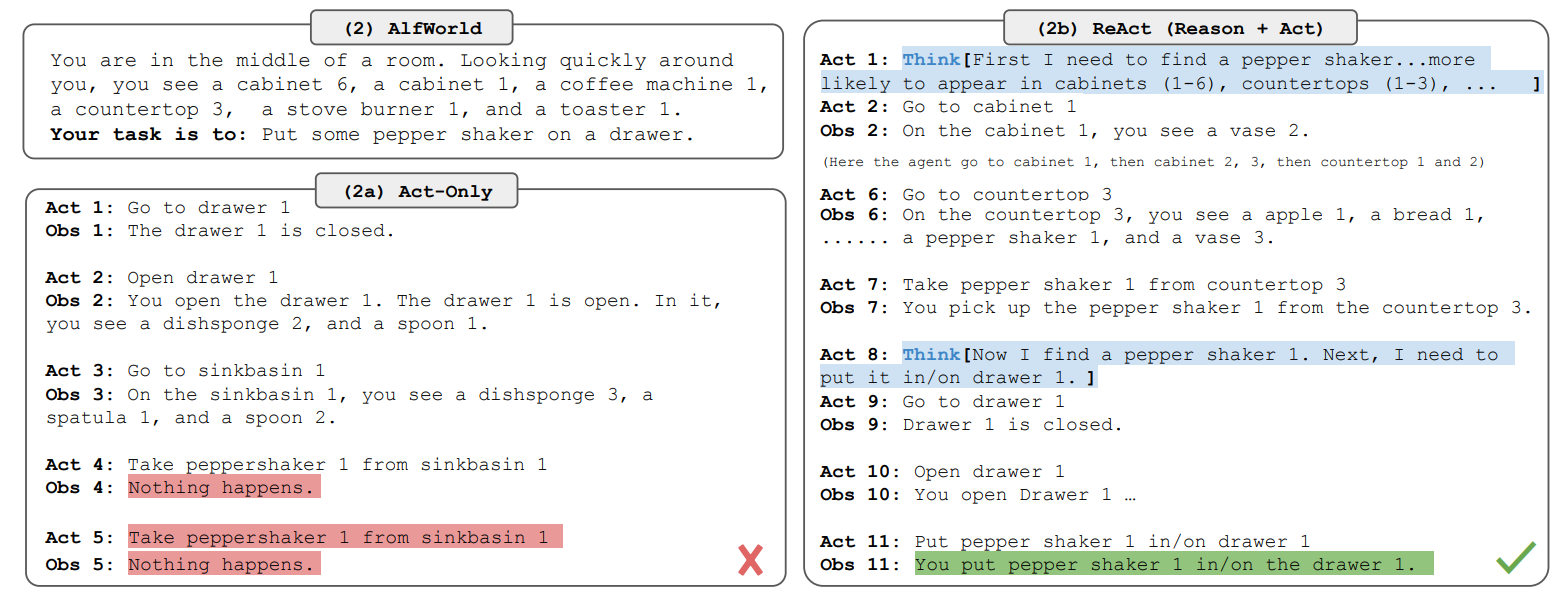 (2) AlfWorld
You are in the middle of a room. Looking quickly around
you, you see a cabinet 6, a cabinet 1, a coffee machine 1,
a countertop 3, a stove burner 1, and a toaster 1.
Your task is to: Put some pepper shaker on a drawer.
(2a) Act-Only
Act 1: Go to drawer 1
Obs 1: The drawer 1 is closed.
Act 2: Open drawer 1
Obs 2: You open the drawer 1. The drawer 1 is open. In it,
you see a dishsponge 2, and a spoon 1.
Act 3: Go to sinkbasin 1
Obs 3: On the sinkbasin 1, you see a dishsponge 3, a
spatula 1, and a spoon 2.
Act 4: Take peppershaker 1 from sinkbasin 1
Obs 4: Nothing happens.
Act 5: Take peppershaker 1 from sinkbasin 1
Obs 5: Nothing happens.
(2b) ReAct (Reason + Act)
Act 1: Think[First I need to find a pepper shaker...more
likely to appear in cabinets (1-6), countertops (1-3), ... ]
Act 2: Go to cabinet 1
Obs 2: On the cabinet 1, you see a vase 2.
(Here the agent go to cabinet 1, then cabinet 2, 3, then countertop 1 and 2)
Act 6: Go to countertop 3
Obs 6: On the countertop 3, you see a apple 1, a bread 1,
...... a pepper shaker 1, and a vase 3.
Act 7: Take pepper shaker 1 from countertop 3
Obs 7: You pick up the pepper shaker 1 from the countertop 3.
Act 8: Think[Now I find a pepper shaker 1. Next, I need to
put it in/on drawer 1. ]
Act 9: Go to drawer 1
Obs 9: Drawer 1 is closed.
Act 10: Open drawer 1
Obs 10: You open Drawer 1 …
Act 11: Put pepper shaker 1 in/on drawer 1
Obs 11: You put pepper shaker 1 in/on the drawer 1.